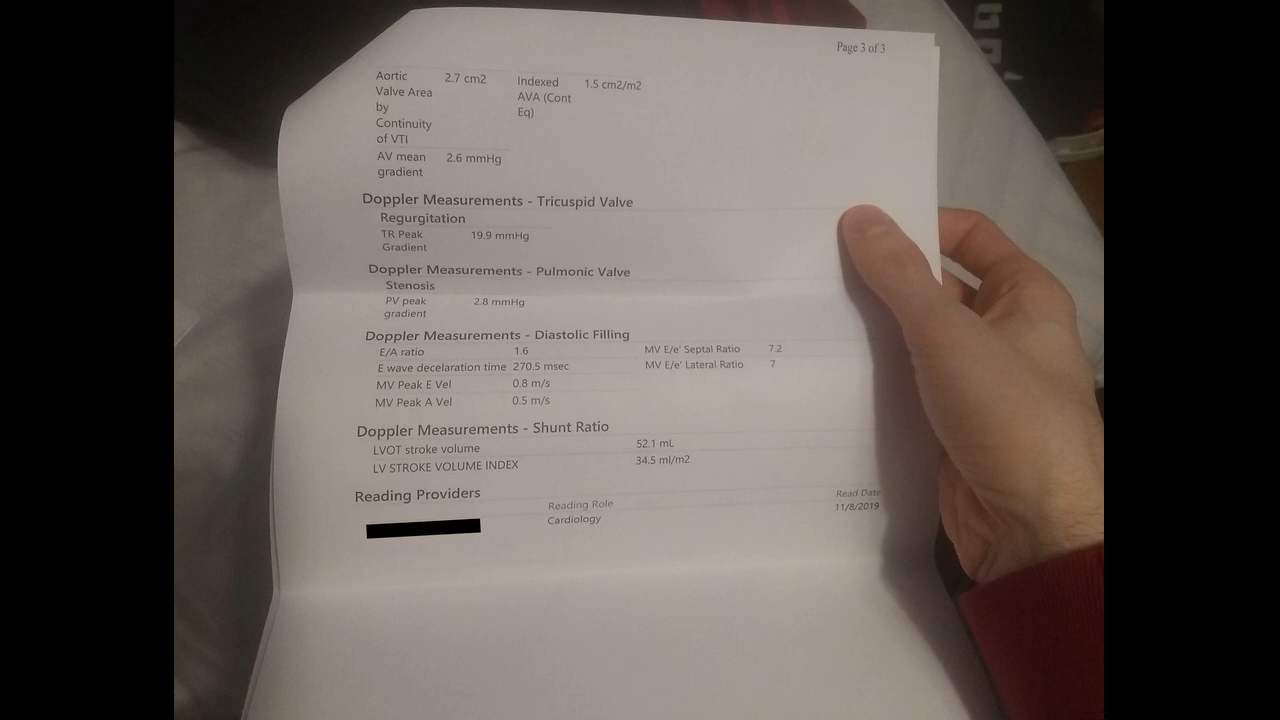 Page 3 of 3
Aortic 2.7 cm2 Indexed 1.5 cm2/m2
Valve Area AVA (Cont
by Eq)
Continuity
of VTI
AV mean 2.6 mmHg
gradient
Doppler Measurements - Tricuspid Valve
Regurgitation
TR Peak 19.9 mmHg
Gradient
Doppler Measurements - Pulmonic Valve
Stenosis
PV peak 2.8 mmHg
gradient
Doppler Measurements - Diastolic Filling
E/A ratio 1.6 MV E/e' Septal Ratio 7.2
E wave decelaration time 270.5 msec MV E/e' Lateral Ratio 7
MV Peak E Vel 0.8 m/s
MV Peak A Vel 0.5 m/s
Doppler Measurements - Shunt Ratio
LVOT stroke volume 52.1 mL
LV STROKE VOLUME INDEX 34.5 ml/m2
Reading Providers
Reading Role Read Date
Cardiology 11/8/2019